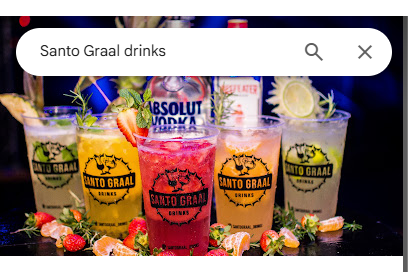 Santo Graal drinks
ABSOLUT
VODKA
BEEFEATER
SANTO GRAAL
DRINKS
SANTO GRAAL
DRINKS
SANTO GRAAL
DRINKS
SANTO GRAAL
DRINKS
SANTO GRAAL
DRINKS